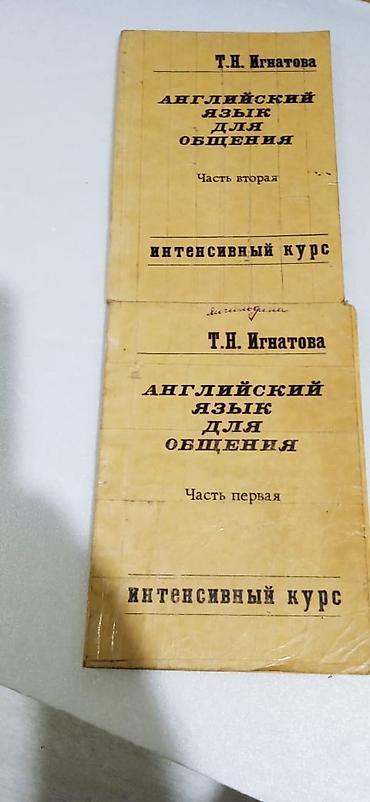 Т.Н. Игнатова
АНГЛИЙСКИЙ
ЯЗЫК
ДЛЯ
ОБЩЕНИЯ
Часть вторая
ИНТЕНСИВНЫЙ КУРС
Т.Н. Игнатова
АНГЛИЙСКИЙ
ЯЗЫК
ДЛЯ
ОБЩЕНИЯ
Часть первая
ИНТЕНСИВНЫЙ КУРС